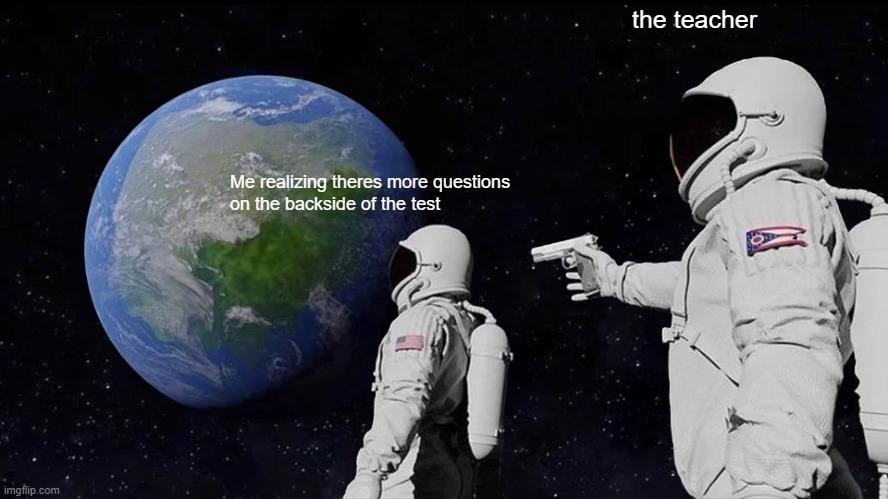 the teacher
Me realizing theres more questions
on the backside of the test
imgflip.com